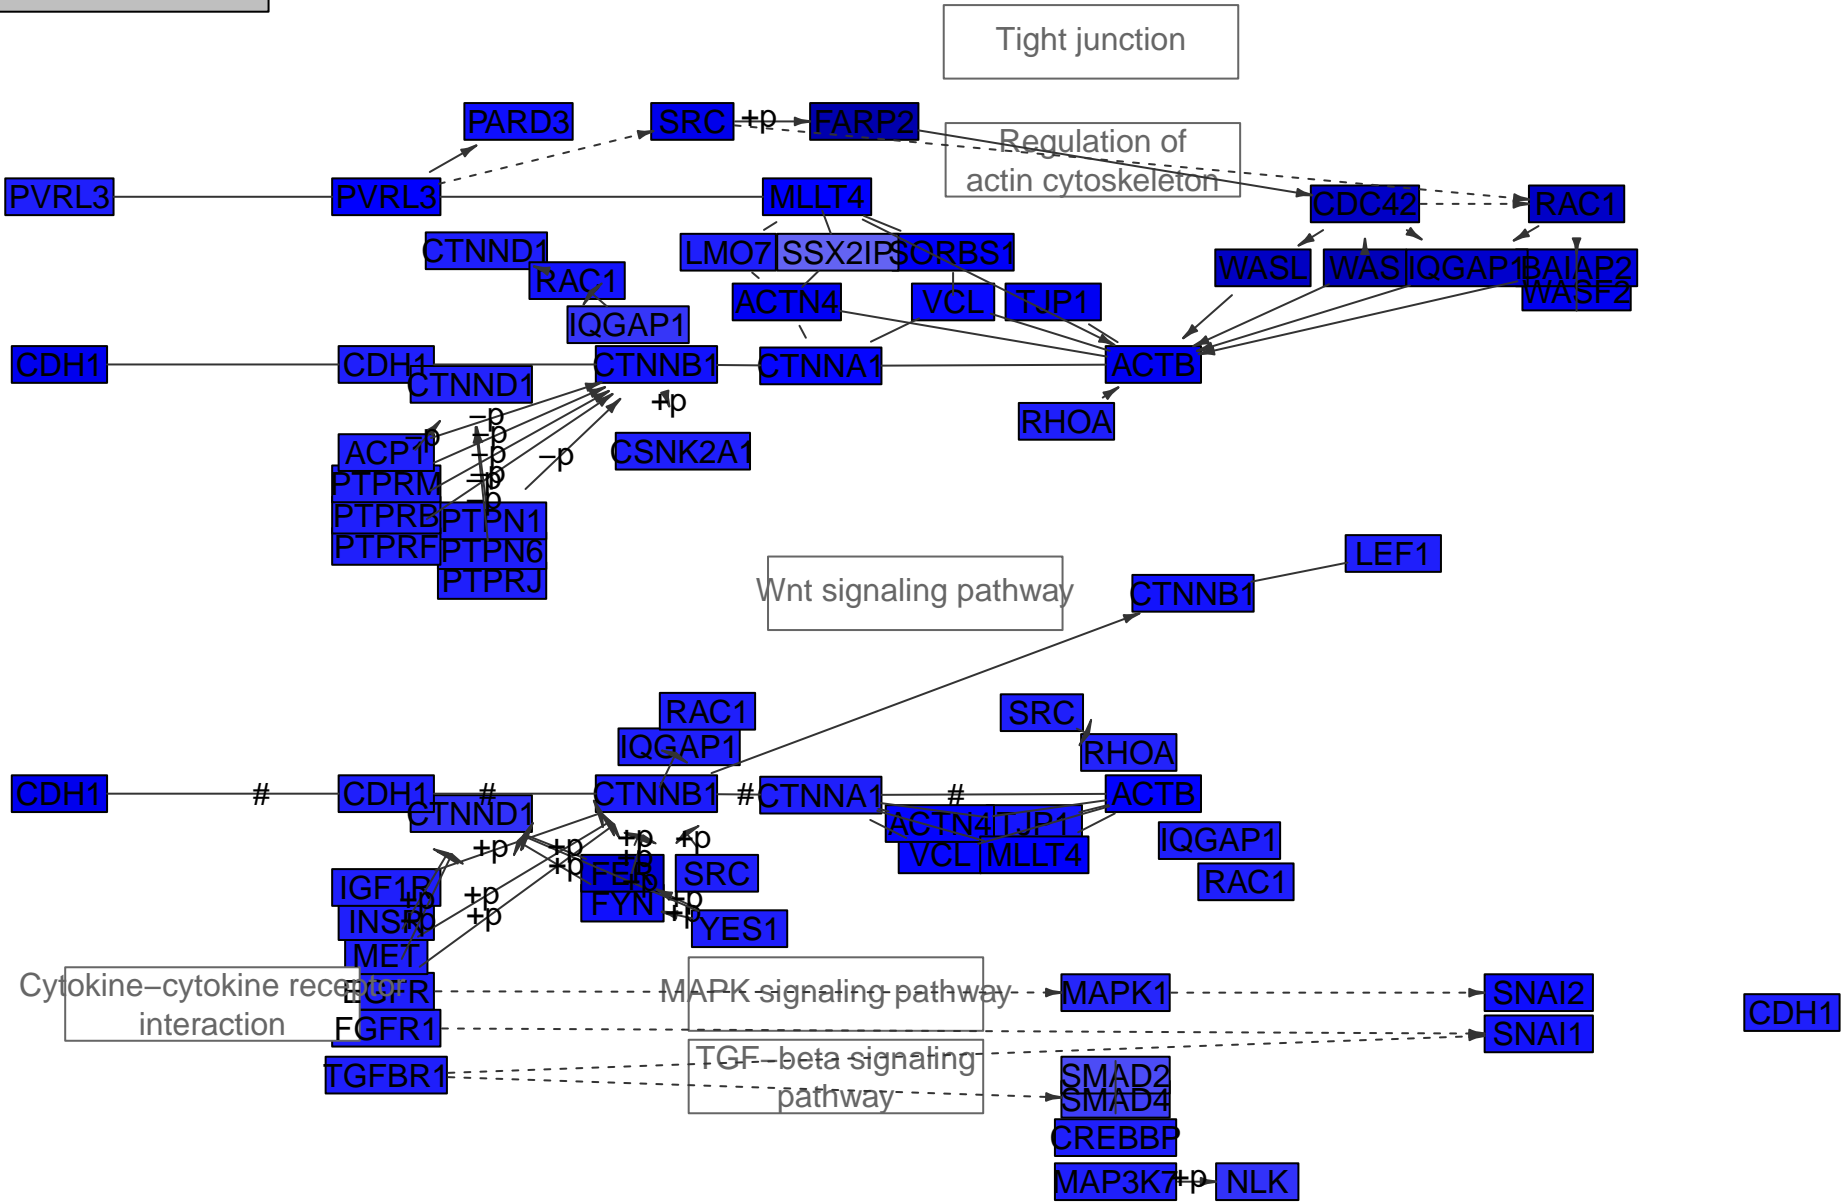 Tight junction
PARD3
SRC
+p
FARP2
Regulation of
actin cytoskeleton
PVRL3
PVRL3
MLLT4
CDC42
RAC1
CTNND1
LMO7
SSX2IP
SORBS1
WASL
WAS
IQGAP1
BAIAP2
RAC1
WASF2
ACTN4
VCL
TJP1
IQGAP1
CDH1
CDH1
CTNNB1
CTNNA1
ACTB
CTNND1
+p
RHOA
–p
–p
–p
ACP1
–p
–p
CSNK2A1
–p
–p
PTPRM
–p
PTPRB
PTPN1
PTPRF
PTPN6
PTPRJ
LEF1
Wnt signaling pathway
CTNNB1
RAC1
SRC
IQGAP1
RHOA
CDH1
#
CDH1
#
CTNNB1
#
CTNNA1
#
ACTB
CTNND1
ACTN4
TJP1
+p
+p
+p
+p
IQGAP1
VCL
MLLT4
+p
+p
FER
SRC
IGF1R
+p
RAC1
+p
+p
FYN
+p
INSR
+p
+p
+p
YES1
MET
Cytokine–cytokine receptor
interaction
EGFR
MAPK signaling pathway
MAPK1
SNAI2
CDH1
FGFR1
SNAI1
TGF–beta signaling
pathway
TGFBR1
SMAD2
SMAD4
CREBBP
MAP3K7
+p
NLK